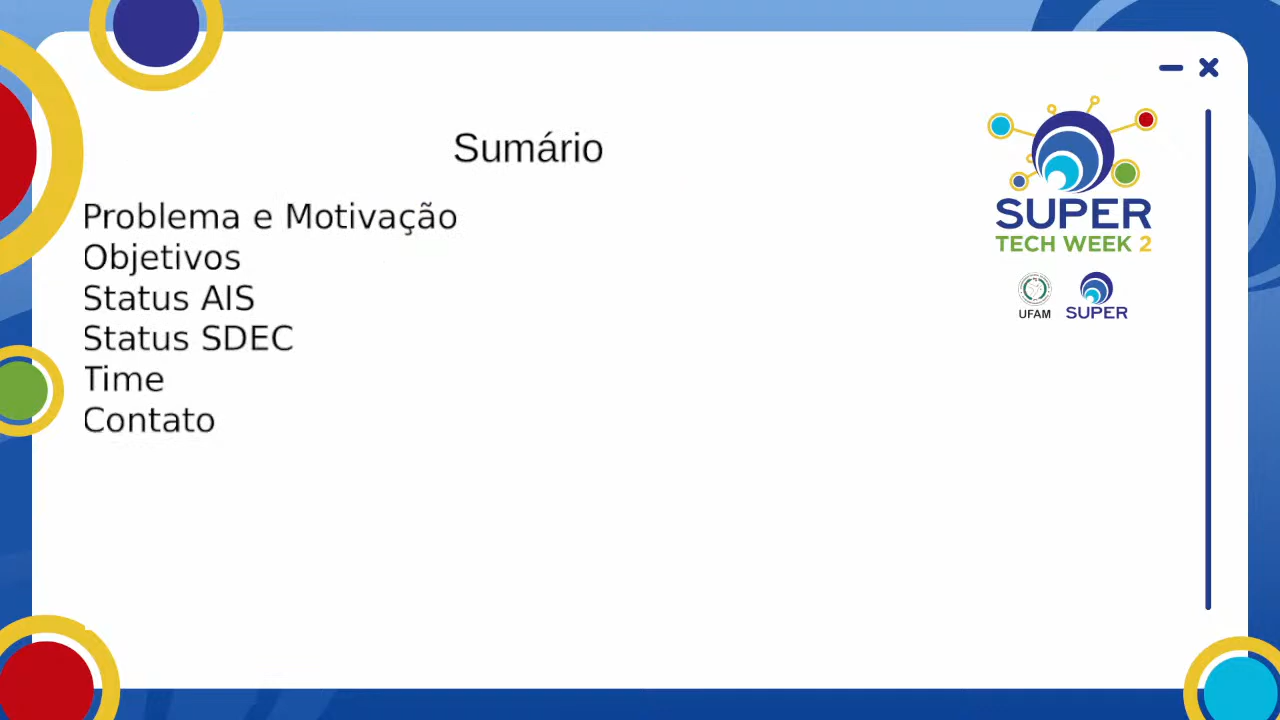 Sumário
Problema e Motivação
Objetivos
Status AIS
Status SDEC
Time
Contato
SUPER
TECH WEEK 2
UFAM
SUPER